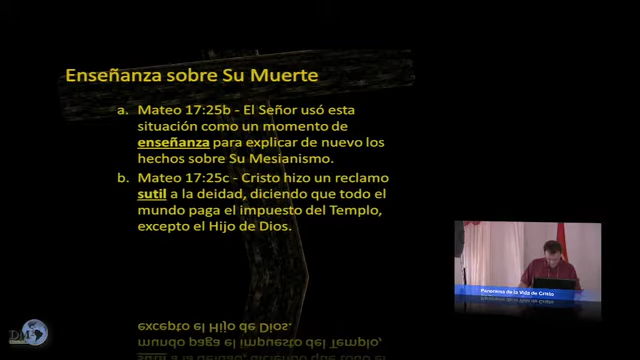 Enseñanza sobre Su Muerte
a. Mateo 17:25b - El Señor usó esta
situación como un momento de
enseñanza para explicar de nuevo los
hechos sobre Su Mesianismo.
b. Mateo 17:25c - Cristo hizo un reclamo
sutil a la deidad, diciendo que todo el
mundo paga el impuesto del Templo,
excepto el Hijo de Dios.
Panorama de la Vida de Cristo
DM